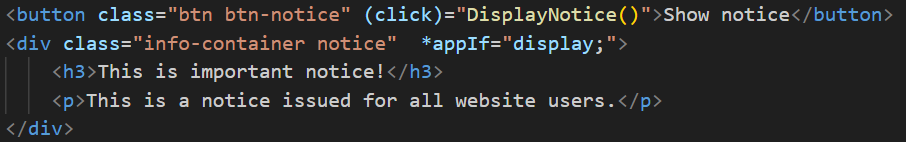 <button class="btn btn-notice" (click)="DisplayNotice()">Show notice</button>
<div class="info-container notice"  *appIf="display;">
    <h3>This is important notice!</h3>
    <p>This is a notice issued for all website users.</p>
</div>